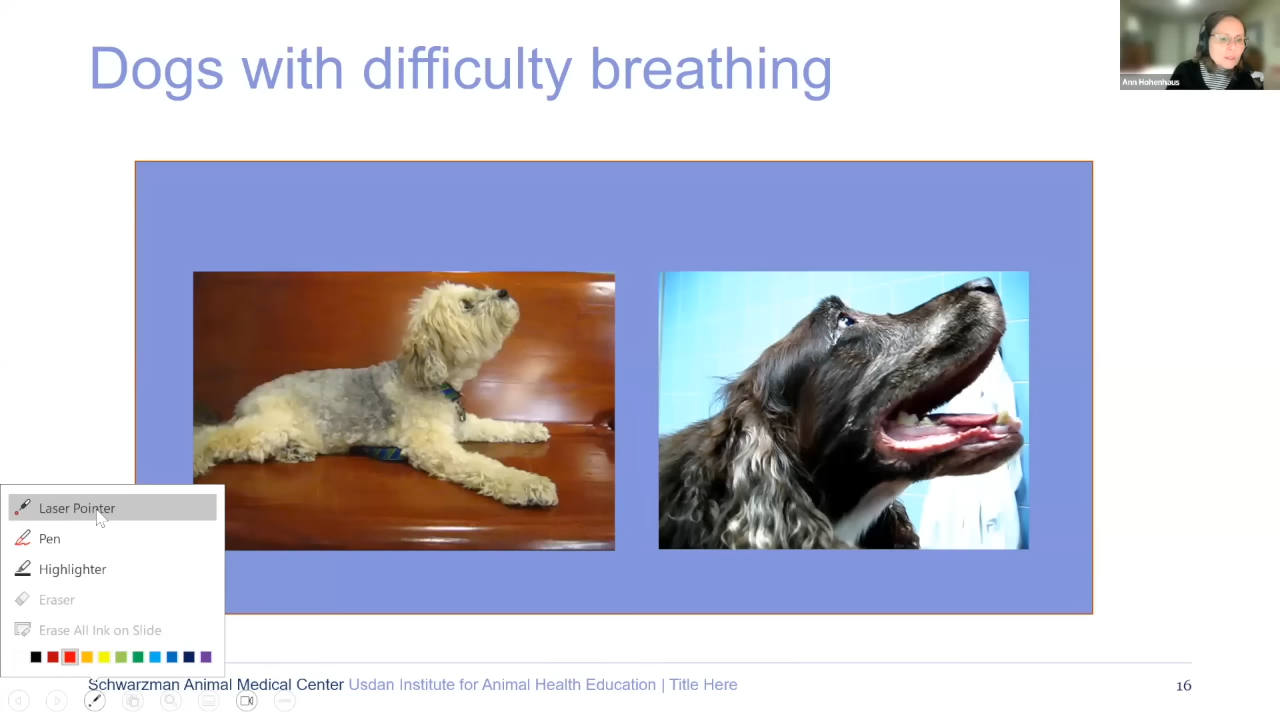 Dogs with difficulty breathing
Ann Hohenhaus
Laser Pointer
Pen
Highlighter
Eraser
Erase All Ink on Slide
Schwarzman Animal Medical Center Usdan Institute for Animal Health Education | Title Here
16